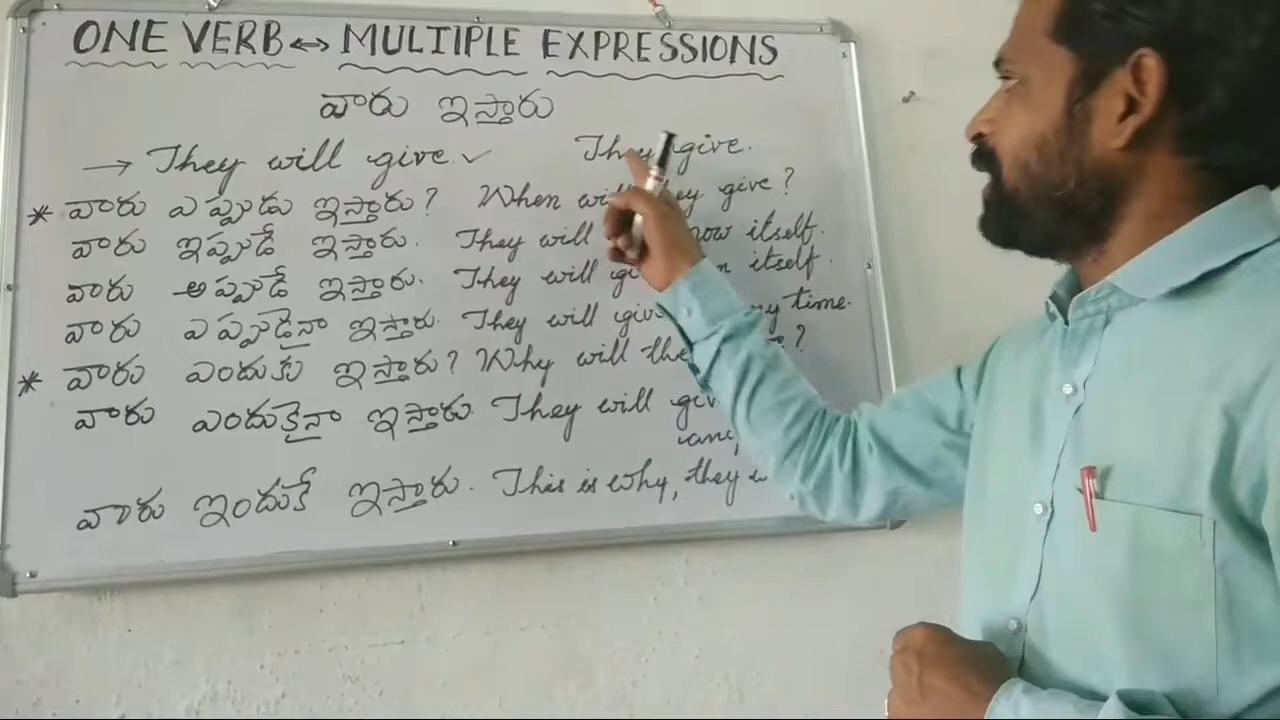 ONE VERB ↔ MULTIPLE EXPRESSIONS
వారు ఇస్తారు
→ They will give. ✓ They give.
* వారు ఎప్పుడు ఇస్తారు? When will they give?
వారు ఇప్పుడే ఇస్తారు. They will now itself.
వారు అప్పుడే ఇస్తారు. They will itself.
వారు ఎప్పుడైనా ఇస్తారు. They will give time.
* వారు ఎందుకు ఇస్తారు? Why will ?
వారు ఎందుకైనా ఇస్తారు. They will
వారు ఇందుకే ఇస్తారు. This is why, they